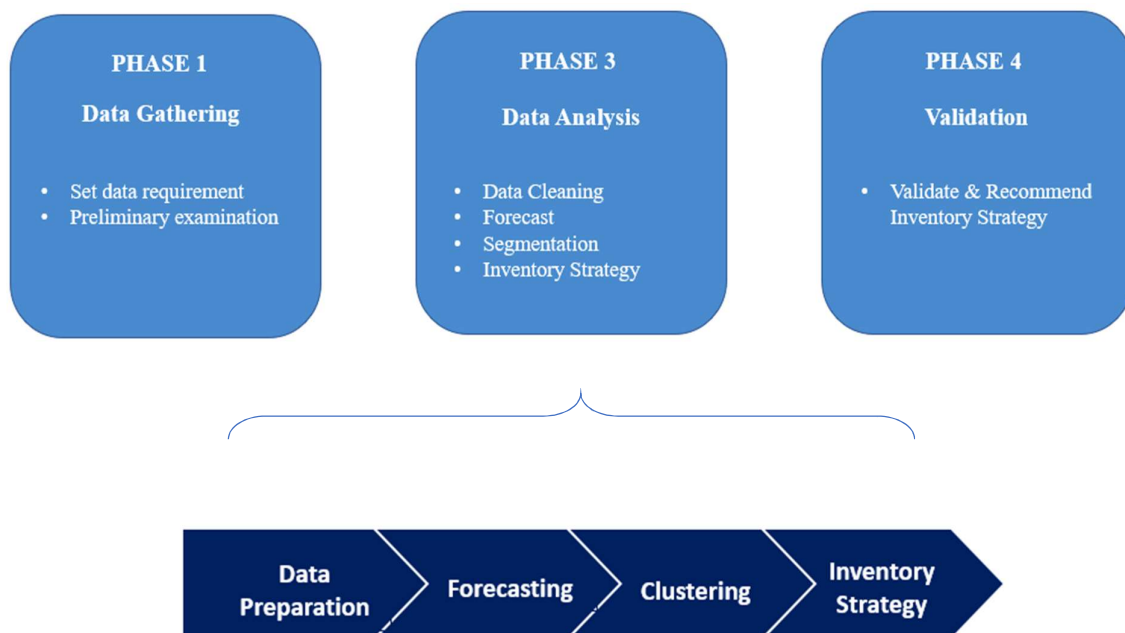 PHASE 1
Data Gathering
• Set data requirement
• Preliminary examination
PHASE 3
Data Analysis
• Data Cleaning
• Forecast
• Segmentation
• Inventory Strategy
PHASE 4
Validation
• Validate & Recommend
Inventory Strategy
Data
Preparation
Forecasting
Clustering
Inventory
Strategy